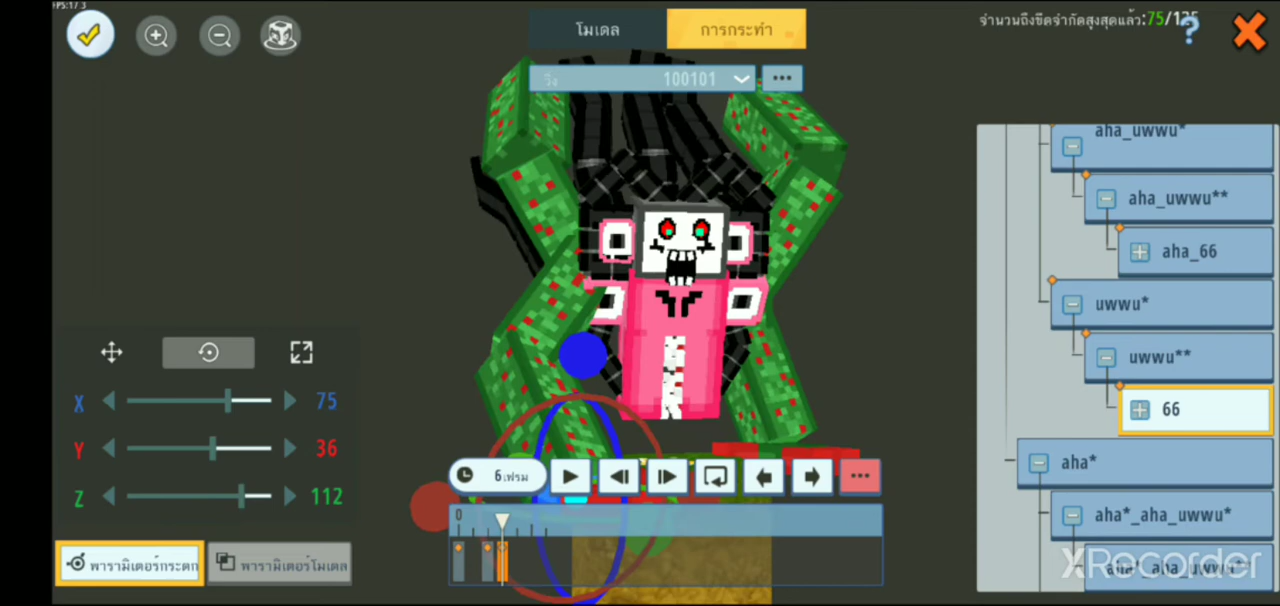 FPS:17.3
โมเดล
การกระทำ
จำนวนถึงขีดจำกัดสูงสุดแล้ว:75/125
?
วิ่ง 100101
aha_uwwu*
aha_uwwu**
aha_66
uwwu*
uwwu**
66
aha*
aha*_aha_uwwu*
aha*_aha_uwwu**
X 75
Y 36
Z 112
6เฟรม
0
พารามิเตอร์กระดูก
พารามิเตอร์โมเดล
XRecorder